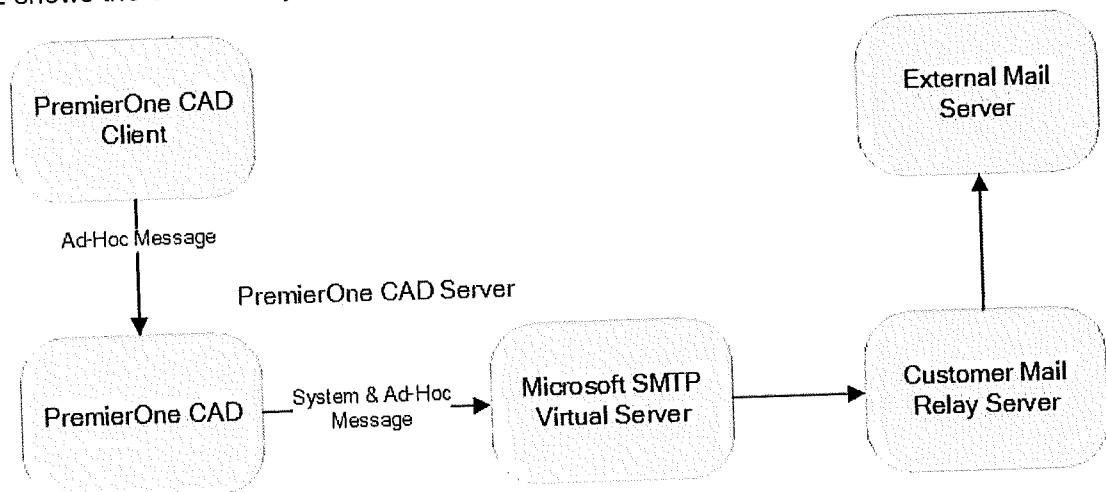 shows the
PremierOne CAD
Client
External Mail
Server
Ad-Hoc Message
PremierOne CAD Server
PremierOne CAD
System & Ad-Hoc
Message
Microsoft SMTP
Virtual Server
Customer Mail
Relay Server